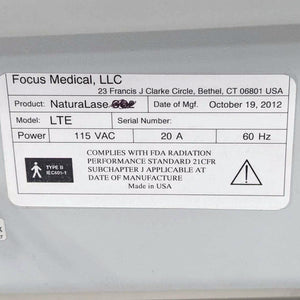 Focus Medical, LLC
23 Francis J Clarke Circle, Bethel, CT 06801 USA
Product: NaturaLase Date of Mfg. October 19, 2012
Model: LTE Serial Number:
Power 115 VAC 20 A 60 Hz
TYPE B
IEC601-1
COMPLIES WITH FDA RADIATION
PERFORMANCE STANDARD 21CFR
SUBCHAPTER J APPLICABLE AT
DATE OF MANUFACTURE
Made in USA